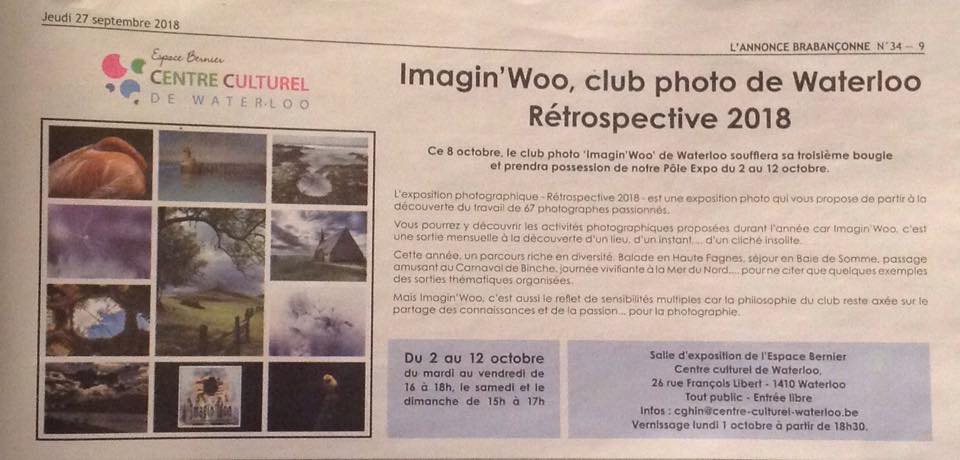 Jeudi 27 septembre 2018
L'ANNONCE BRABANÇONNE N°34 – 9
Espace Bernier
CENTRE CULTUREL
DE WATERLOO
Imagin'Woo, club photo de Waterloo
Rétrospective 2018
Ce 8 octobre, le club photo 'Imagin'Woo' de Waterloo soufflera sa troisième bougie
et prendra possession de notre Pôle Expo du 2 au 12 octobre.
L'exposition photographique - Rétrospective 2018 - est une exposition photo qui vous propose de partir à la
découverte du travail de 67 photographes passionnés.
Vous pourrez y découvrir les activités photographiques proposées durant l'année car Imagin'Woo, c'est
une sortie mensuelle à la découverte d'un lieu, d'un instant.... d'un cliché insolite.
Cette année, un parcours riche en diversité. Balade en Haute Fagnes, séjour en Baie de Somme, passage
amusant au Carnaval de Binche, journée vivifiante à la Mer du Nord.... pour ne citer que quelques exemples
des sorties thématiques organisées.
Mais Imagin'Woo, c'est aussi le reflet de sensibilités multiples car la philosophie du club reste axée sur le
partage des connaissances et de la passion... pour la photographie.
Imagin'Woo
Du 2 au 12 octobre
du mardi au vendredi de
16 à 18h, le samedi et le
dimanche de 15h à 17h
Salle d'exposition de l'Espace Bernier
Centre culturel de Waterloo,
26 rue François Libert - 1410 Waterloo
Tout public - Entrée libre
Infos : cghin@centre-culturel-waterloo.be
Vernissage lundi 1 octobre à partir de 18h30.